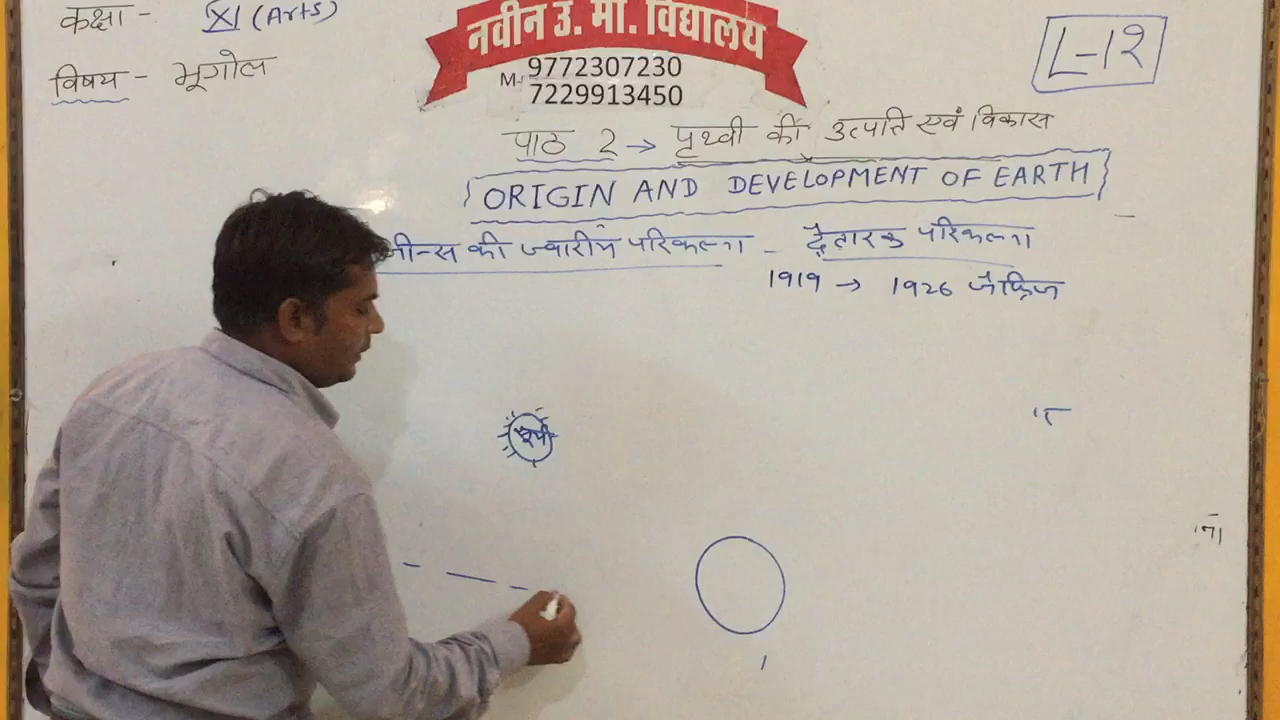 कक्षा - XI (Arts)
विषय - भूगोल
नवीन उ. मा. विद्यालय
M- 9772307230
7229913450
L-12
पाठ 2 → पृथ्वी की उत्पति एवं विकास
ORIGIN AND DEVELOPMENT OF EARTH
जीन्स की ज्वारीय परिकल्पना - द्वैतारक परिकल्पना
1919 → 1926 जैफ्रिज
सूर्य